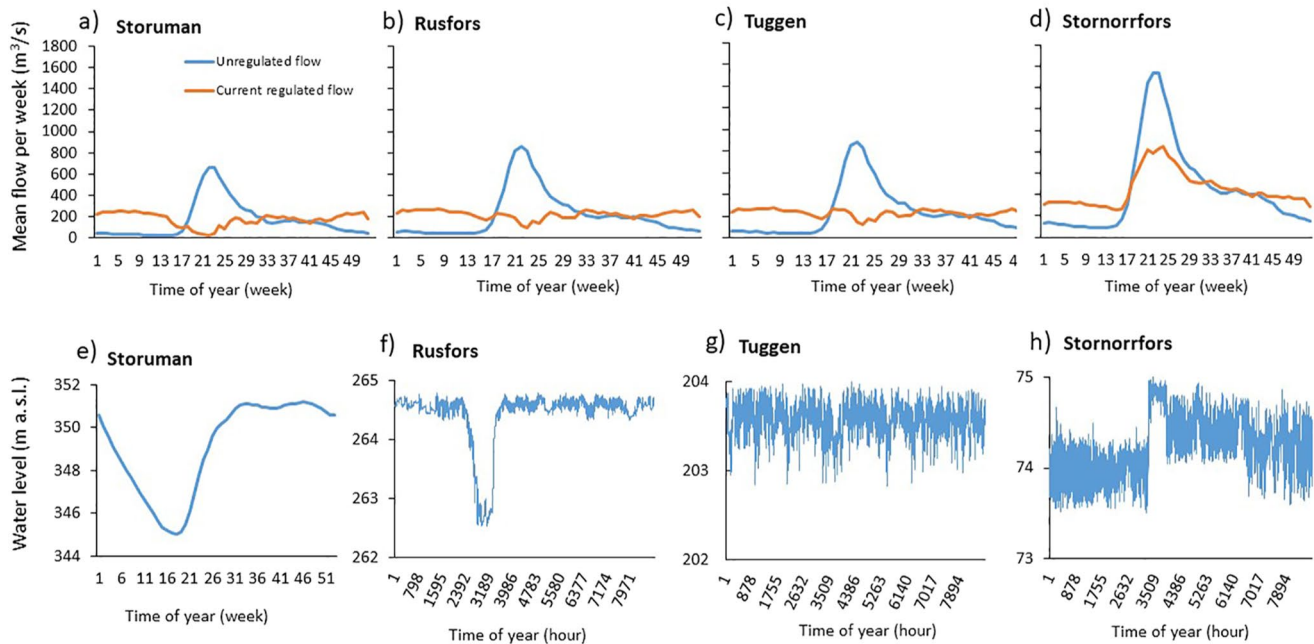 a) Storuman
b) Rusfors
c) Tuggen
d) Stornorrfors
Mean flow per week (m³/s)
1800
1600
1400
1200
1000
800
600
400
200
0
Unregulated flow
Current regulated flow
1 5 9 13 17 21 25 29 33 37 41 45 49
1 5 9 13 17 21 25 29 33 37 41 45 49
1 5 9 13 17 21 25 29 33 37 41 45 4
1 5 9 13 17 21 25 29 33 37 41 45 49
Time of year (week)
Time of year (week)
Time of year (week)
Time of year (week)
e) Storuman
f) Rusfors
g) Tuggen
h) Stornorrfors
Water level (m a.s.l.)
352
350
348
346
344
1 6 11 16 21 26 31 36 41 46 51
Time of year (week)
265
264
263
262
1 798 1595 2392 3189 3986 4783 5580 6377 7174 7971
Time of year (hour)
204
203
202
1 878 1755 2632 3509 4386 5263 6140 7017 7894
Time of year (hour)
75
74
73
1 878 1755 2632 3509 4386 5263 6140 7017 7894
Time of year (hour)